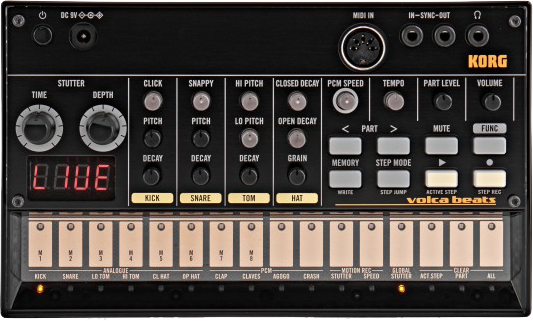 DC 9V
MIDI IN
IN-SYNC-OUT
KORG
STUTTER
TIME
DEPTH
CLICK
SNAPPY
HI PITCH
CLOSED DECAY
PCM SPEED
TEMPO
PART LEVEL
VOLUME
PITCH
PITCH
LO PITCH
OPEN DECAY
< PART >
MUTE
FUNC
DECAY
DECAY
DECAY
GRAIN
MEMORY
STEP MODE
LIVE
KICK
SNARE
TOM
HAT
WRITE
STEP JUMP
ACTIVE STEP
STEP REC
volca beats
M 1
M 2
M 3
M 4
M 5
M 6
M 7
M 8
ANALOGUE
PCM
MOTION REC
GLOBAL
CLEAR
KICK
SNARE
LO TOM
HI TOM
CL HAT
OP HAT
CLAP
CLAVES
AGOGO
CRASH
STUTTER
SPEED
STUTTER
ACT STEP
PART
ALL